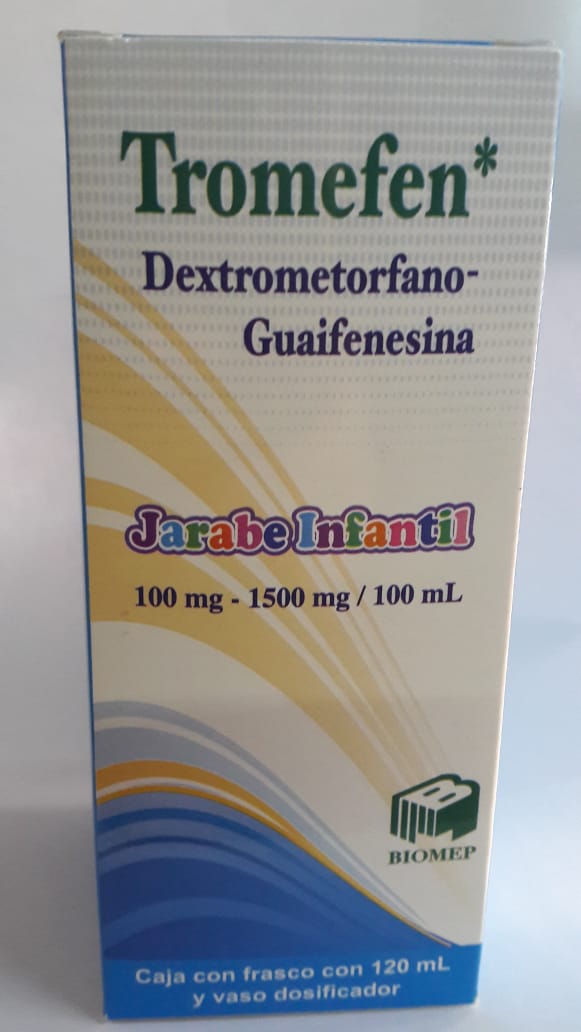 Tromefen*
Dextrometorfano-
Guaifenesina
Jarabe Infantil
100 mg - 1500 mg / 100 mL
BIOMEP
Caja con frasco con 120 mL
y vaso dosificador